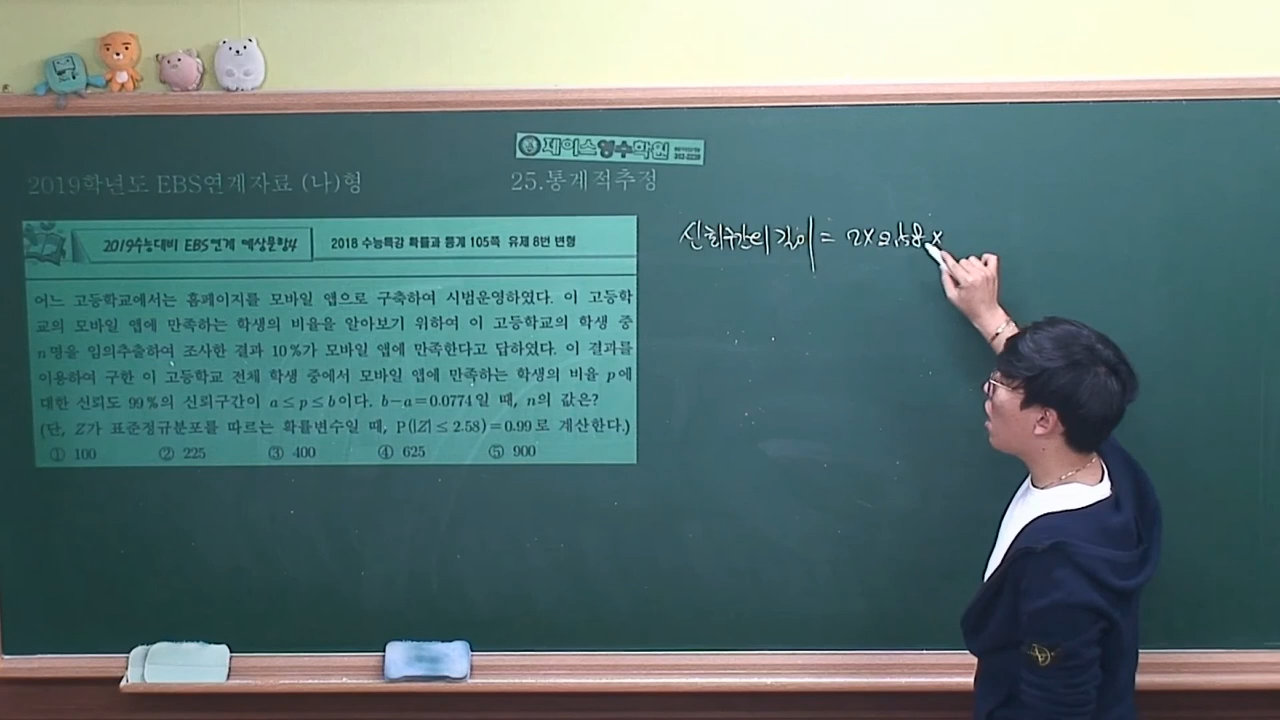 제이스영수학원
2019학년도 EBS연계자료 (나)형
25.통계적추정
2019수능대비 EBS연계 예상문항4
2018 수능특강 확률과 통계 105쪽 유제 8번 변형
어느 고등학교에서는 홈페이지를 모바일 앱으로 구축하여 시범운영하였다. 이 고등학
교의 모바일 앱에 만족하는 학생의 비율을 알아보기 위하여 이 고등학교의 학생 중
n명을 임의추출하여 조사한 결과 10%가 모바일 앱에 만족한다고 답하였다. 이 결과를
이용하여 구한 이 고등학교 전체 학생 중에서 모바일 앱에 만족하는 학생의 비율 p에
대한 신뢰도 99%의 신뢰구간이 a≤p≤b이다. b-a=0.0774일 때, n의 값은?
(단, Z가 표준정규분포를 따르는 확률변수일 때, P(|Z|≤2.58)=0.99로 계산한다.)
① 100 ② 225 ③ 400 ④ 625 ⑤ 900
신뢰구간의 길이 = 2×2.58×